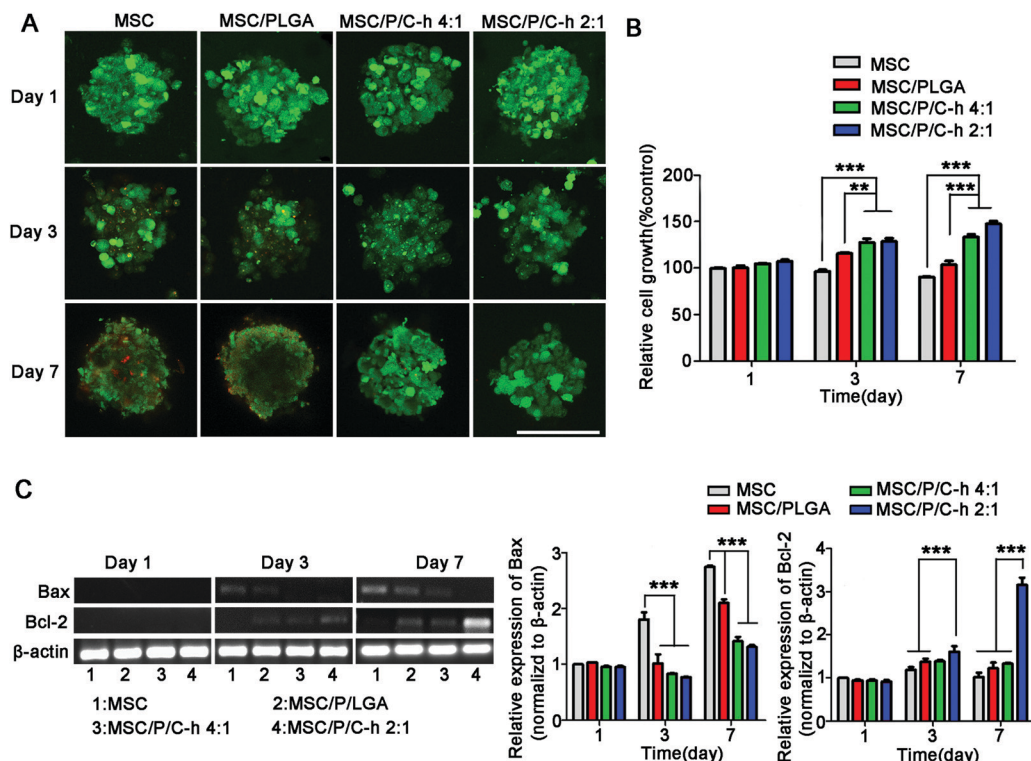 A
MSC
MSC/PLGA
MSC/P/C-h 4:1
MSC/P/C-h 2:1
Day 1
Day 3
Day 7
B
MSC
MSC/PLGA
MSC/P/C-h 4:1
MSC/P/C-h 2:1
Relative cell growth(%control)
200
150
100
50
0
***
**
***
***
1
3
7
Time(day)
C
Day 1
Day 3
Day 7
Bax
Bcl-2
β-actin
1 2 3 4 1 2 3 4 1 2 3 4
1:MSC
2:MSC/P/LGA
3:MSC/P/C-h 4:1
4:MSC/P/C-h 2:1
MSC
MSC/P/C-h 4:1
MSC/PLGA
MSC/P/C-h 2:1
Relative expression of Bax
(normalizd to β-actin)
3
2
1
0
***
***
1
3
7
Time(day)
Relative expression of Bcl-2
(normalizd to β-actin)
4
3
2
1
0
***
***
1
3
7
Time(day)